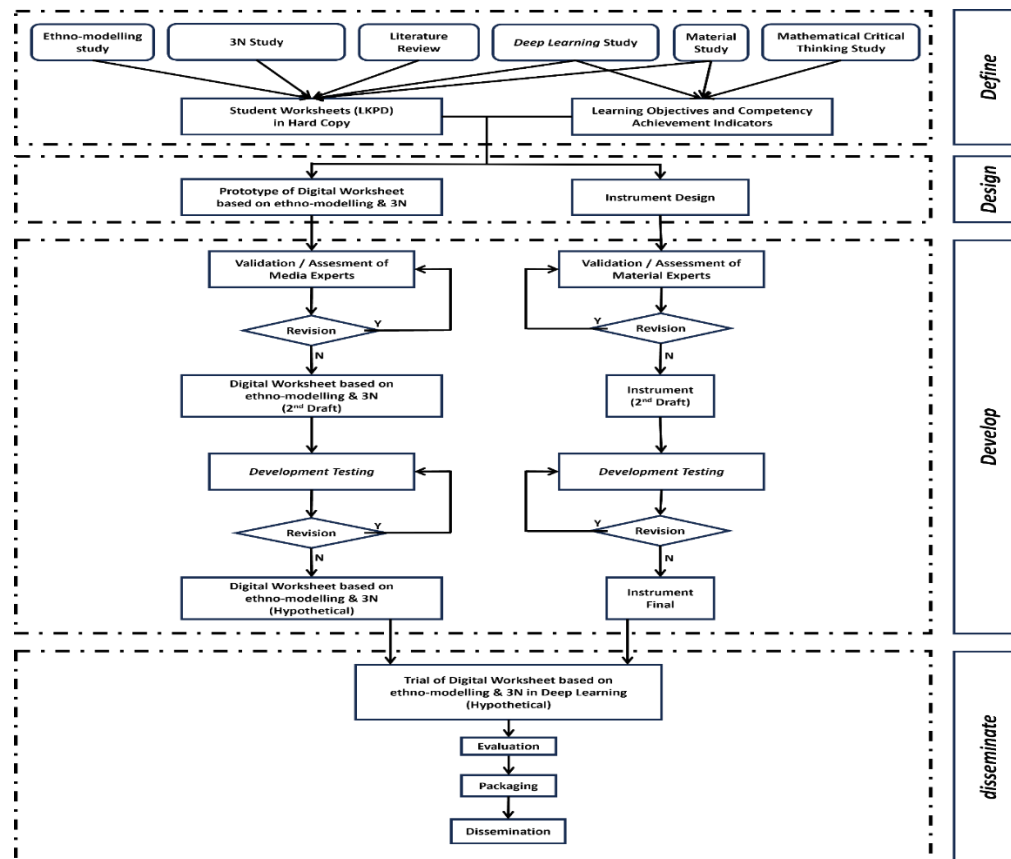 Ethno-modelling
study
3N Study
Literature
Review
Deep Learning Study
Material
Study
Mathematical Critical
Thinking Study
Define
Student Worksheets (LKPD)
in Hard Copy
Learning Objectives and Competency
Achievement Indicators
Prototype of Digital Worksheet
based on ethno-modelling & 3N
Instrument Design
Design
Validation / Assesment of
Media Experts
Validation / Assesment of
Material Experts
Revision
Y
Y
Revision
N
N
Digital Worksheet based on
ethno-modelling & 3N
(2nd Draft)
Instrument
(2nd Draft)
Develop
Development Testing
Development Testing
Revision
Y
Y
Revision
N
N
Digital Worksheet based on
ethno-modelling & 3N
(Hypothetical)
Instrument
Final
Trial of Digital Worksheet based on
ethno-modelling & 3N in Deep Learning
(Hypothetical)
Evaluation
Packaging
Dissemination
disseminate